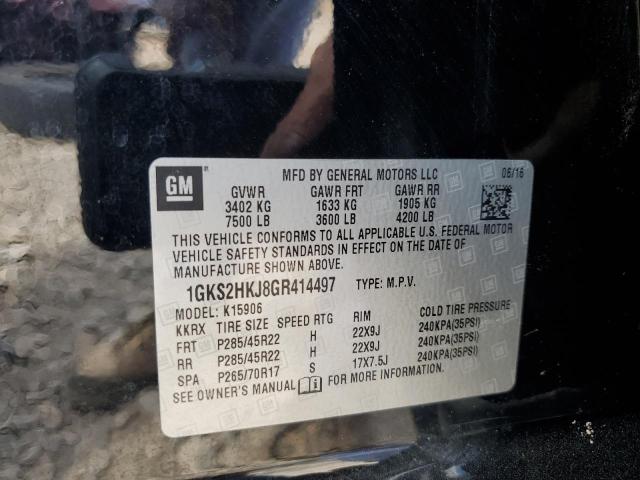 GM
MFD BY GENERAL MOTORS LLC 06/16
GVWR GAWR FRT GAWR RR
3402 KG 1633 KG 1905 KG
7500 LB 3600 LB 4200 LB
THIS VEHICLE CONFORMS TO ALL APPLICABLE U.S. FEDERAL MOTOR
VEHICLE SAFETY STANDARDS IN EFFECT ON THE DATE OF
MANUFACTURE SHOWN ABOVE.
1GKS2HKJ8GR414497 TYPE: M.P.V.
MODEL: K15906
KKRX TIRE SIZE SPEED RTG RIM COLD TIRE PRESSURE
FRT P285/45R22 H 22X9J 240KPA(35PSI)
RR P285/45R22 H 22X9J 240KPA(35PSI)
SPA P265/70R17 S 17X7.5J 240KPA(35PSI)
SEE OWNER'S MANUAL FOR MORE INFORMATION.